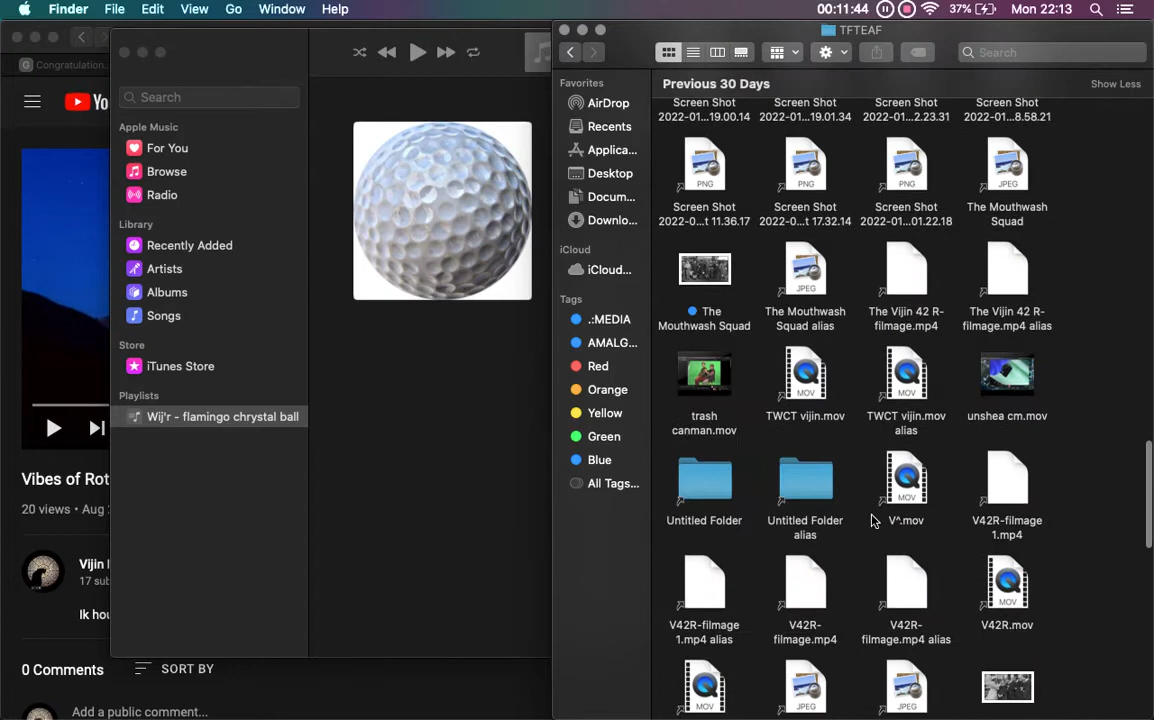 Finder File Edit View Go Window Help 00:11:44 37% Mon 22:13
TFTEAF
Congratulation...
Search
Search
Yo
Previous 30 Days
Show Less
Apple Music
For You
Browse
Radio
Library
Recently Added
Artists
Albums
Songs
Store
iTunes Store
Playlists
Wij'r - flamingo chrystal ball
Vibes of Rot
20 views • Aug
Vijin
17 sub
Ik hou
0 Comments
SORT BY
Add a public comment...
Favorites
AirDrop
Recents
Applica...
Desktop
Docum...
Downlo...
iCloud
iCloud...
Tags
.:MEDIA
AMALG...
Red
Orange
Yellow
Green
Blue
All Tags...
Screen Shot
2022-01...19.00.14
Screen Shot
2022-01...19.01.34
Screen Shot
2022-01...2.23.31
Screen Shot
2022-01...8.58.21
PNG
PNG
PNG
JPEG
Screen Shot
2022-0...t 11.36.17
Screen Shot
2022-0...t 17.32.14
Screen Shot
2022-01...01.22.18
The Mouthwash
Squad
JPEG
The
Mouthwash Squad
The Mouthwash
Squad alias
The Vijin 42 R-
filmage.mp4
The Vijin 42 R-
filmage.mp4 alias
MOV
MOV
trash
canman.mov
TWCT vijin.mov
TWCT vijin.mov
alias
unshea cm.mov
MOV
Untitled Folder
Untitled Folder
alias
V^.mov
V42R-filmage
1.mp4
MOV
V42R-filmage
1.mp4 alias
V42R-
filmage.mp4
V42R-
filmage.mp4 alias
V42R.mov
MOV
JPEG
JPEG